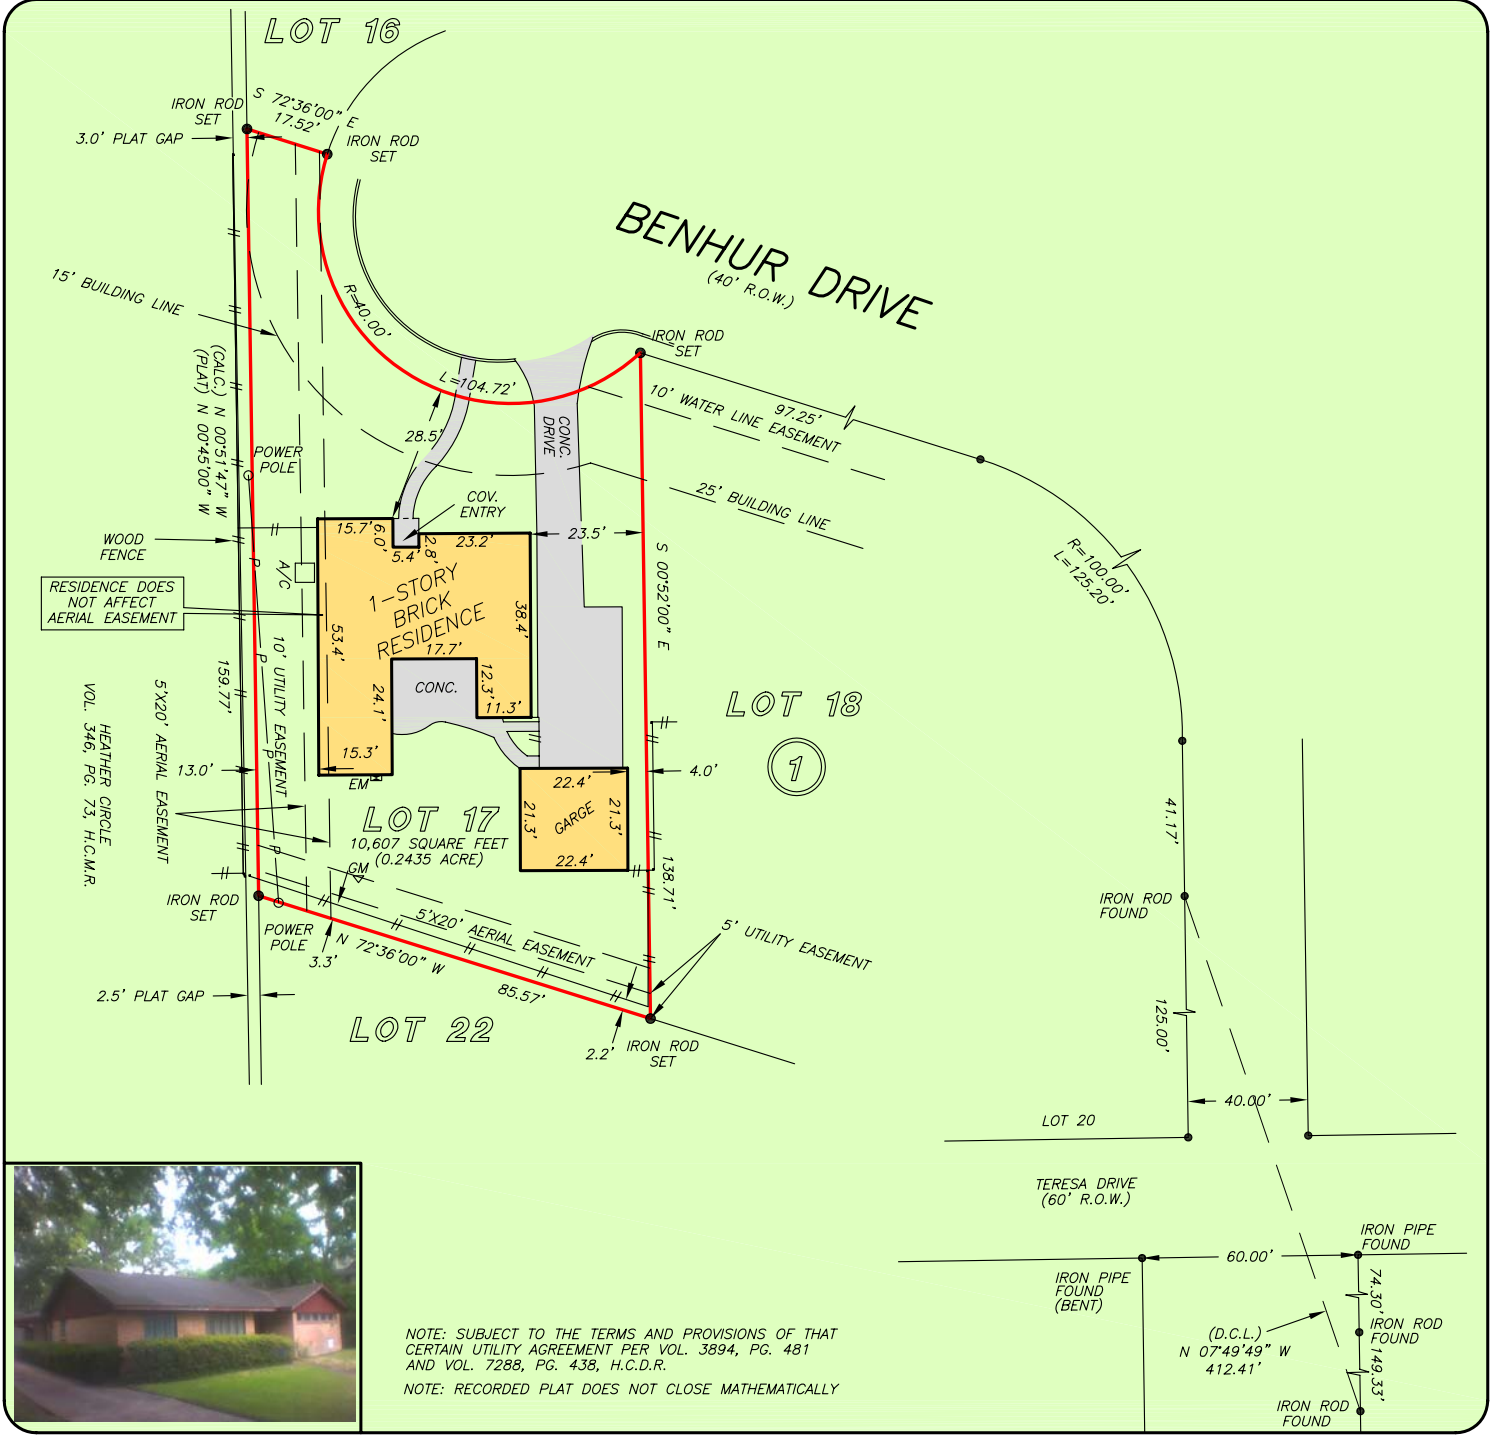 LOT 16
IRON ROD
SET
S 72°36'00" E
17.52'
3.0' PLAT GAP
IRON ROD
SET
BENHUR DRIVE
(40' R.O.W.)
15' BUILDING LINE
R=40.00'
L=104.72'
IRON ROD
SET
97.25'
10' WATER LINE EASEMENT
25' BUILDING LINE
(CALC.) N 00°51'47" W
(PLAT) N 00°45'00" W
28.5'
CONC.
DRIVE
POWER
POLE
COV.
ENTRY
WOOD
FENCE
15.7'
6.0'
5.4'
2.8'
23.2'
23.5'
S 00°52'00" E
R=100.00'
L=125.20'
A/C
RESIDENCE DOES
NOT AFFECT
AERIAL EASEMENT
1-STORY
BRICK
RESIDENCE
53.4'
38.4'
17.7'
24.1'
CONC.
12.3'
11.3'
15.3'
P
P
P
P
P
10' UTILITY EASEMENT
159.77'
5'X20' AERIAL EASEMENT
HEATHER CIRCLE
VOL. 346, PG. 73, H.C.M.R.
13.0'
EM
LOT 18
1
4.0'
22.4'
21.3'
GARGE
21.3'
22.4'
LOT 17
10,607 SQUARE FEET
(0.2435 ACRE)
GM
138.71'
41.17'
IRON ROD
SET
POWER
POLE
3.3'
N 72°36'00" W
85.57'
5'X20' AERIAL EASEMENT
5' UTILITY EASEMENT
IRON ROD
FOUND
2.5' PLAT GAP
LOT 22
2.2'
IRON ROD
SET
125.00'
40.00'
LOT 20
TERESA DRIVE
(60' R.O.W.)
IRON PIPE
FOUND
60.00'
IRON PIPE
FOUND
(BENT)
74.30'
IRON ROD
FOUND
(D.C.L.)
N 07°49'49" W
412.41'
149.33'
IRON ROD
FOUND
NOTE: SUBJECT TO THE TERMS AND PROVISIONS OF THAT
CERTAIN UTILITY AGREEMENT PER VOL. 3894, PG. 481
AND VOL. 7288, PG. 438, H.C.D.R.
NOTE: RECORDED PLAT DOES NOT CLOSE MATHEMATICALLY